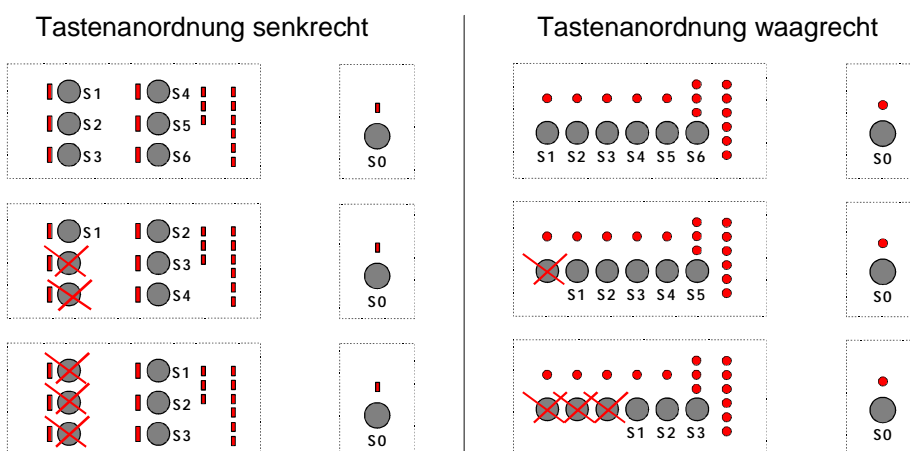 Tastenanordnung senkrecht
S1 S4
S2 S5
S3 S6
S0
S1 S2
S3
S4
S0
S1
S2
S3
S0
Tastenanordnung waagrecht
S1 S2 S3 S4 S5 S6
S0
S1 S2 S3 S4 S5
S0
S1 S2 S3
S0